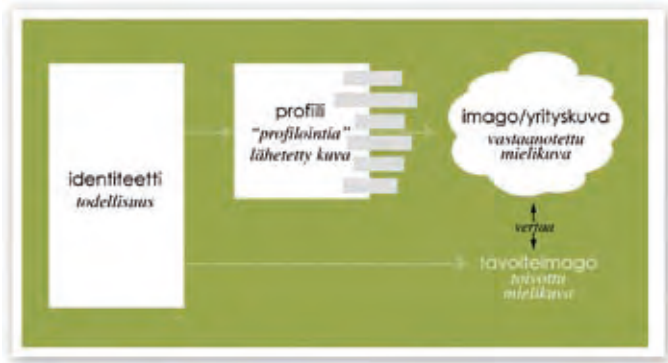 identiteetti
todellisuus
profiili
"profilointia"
lähetetty kuva
imago/yrityskuva
vastaanotettu
mielikuva
vertaa
tavoiteimago
toivottu
mielikuva